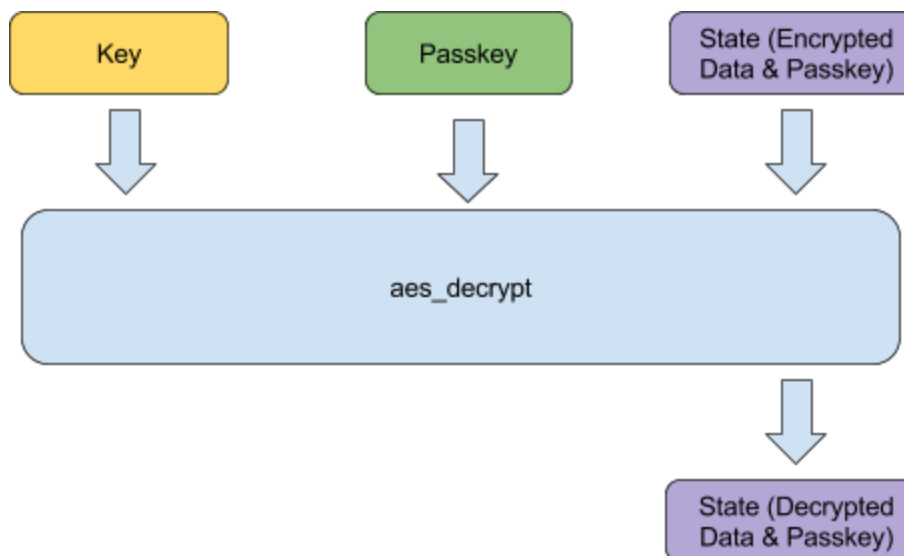 Key
Passkey
State (Encrypted
Data & Passkey)
aes_decrypt
State (Decrypted
Data & Passkey)